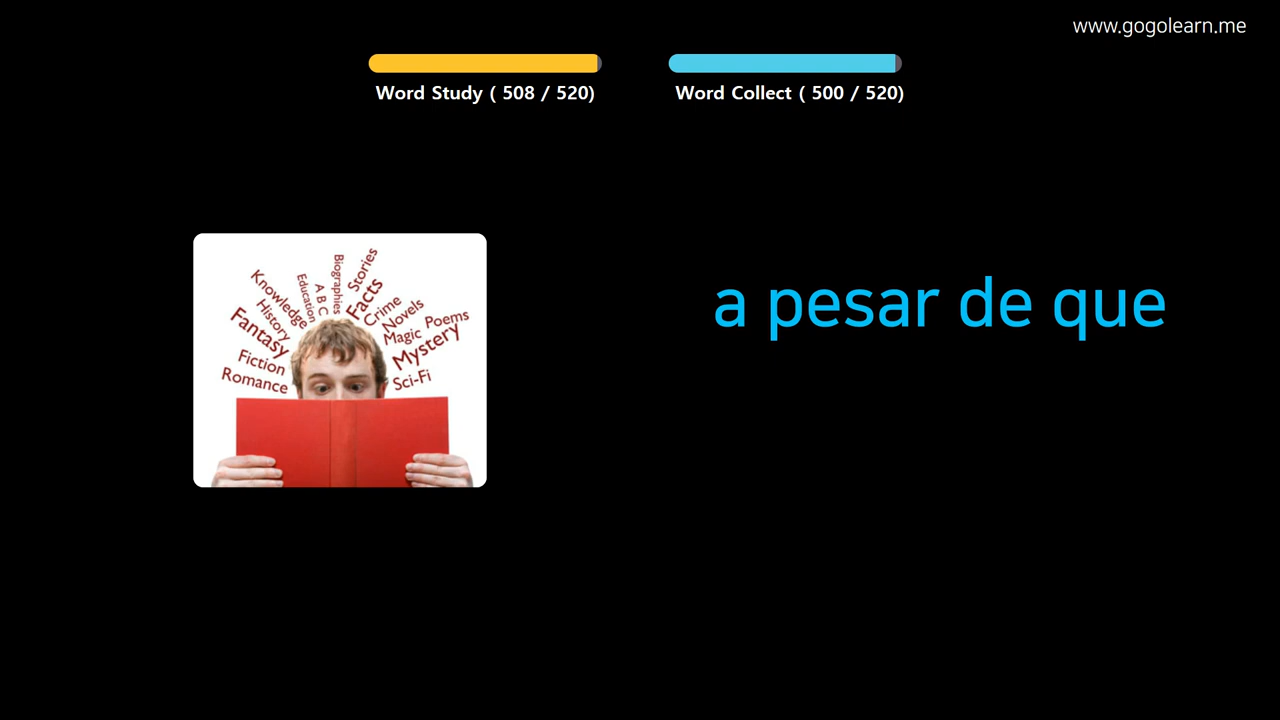 www.gogolearn.me
Word Study ( 508 / 520)
Word Collect ( 500 / 520)
a pesar de que
Stories
Biographies
Facts
A B C
Education
Knowledge
Crime
History
Novels
Fantasy
Poems
Magic
Mystery
Fiction
Romance
Sci-Fi